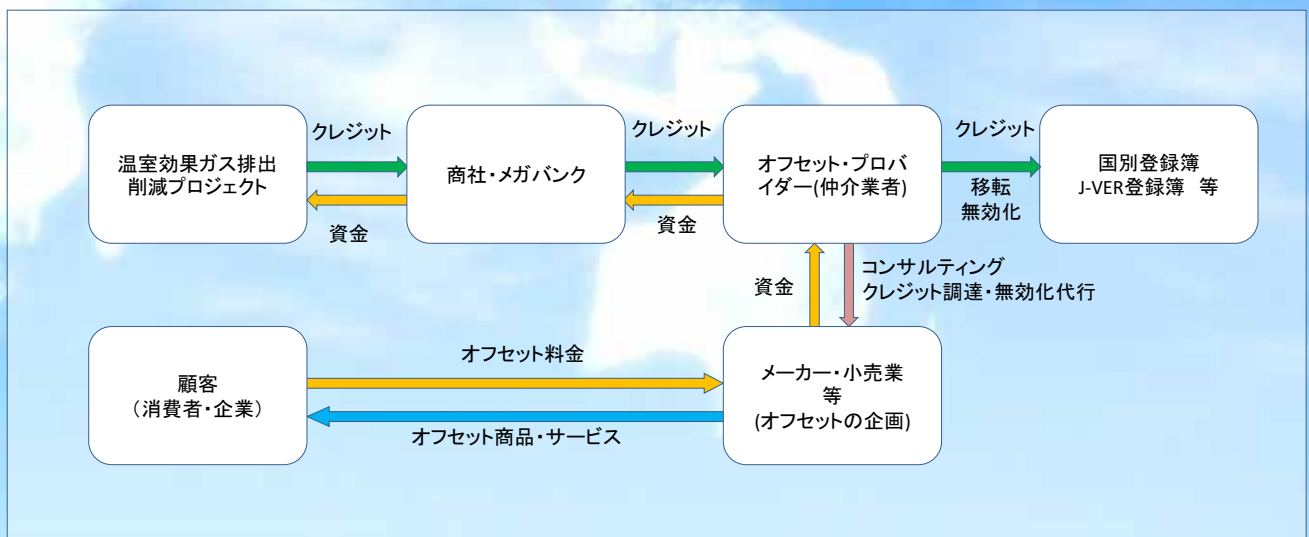 クレジット
クレジット
クレジット
温室効果ガス排出
削減プロジェクト
商社・メガバンク
オフセット・プロバ
イダー(仲介業者)
国別登録簿
J-VER登録簿 等
移転
無効化
資金
資金
資金
コンサルティング
クレジット調達・無効化代行
オフセット料金
顧客
（消費者・企業）
メーカー・小売業
等
(オフセットの企画)
オフセット商品・サービス